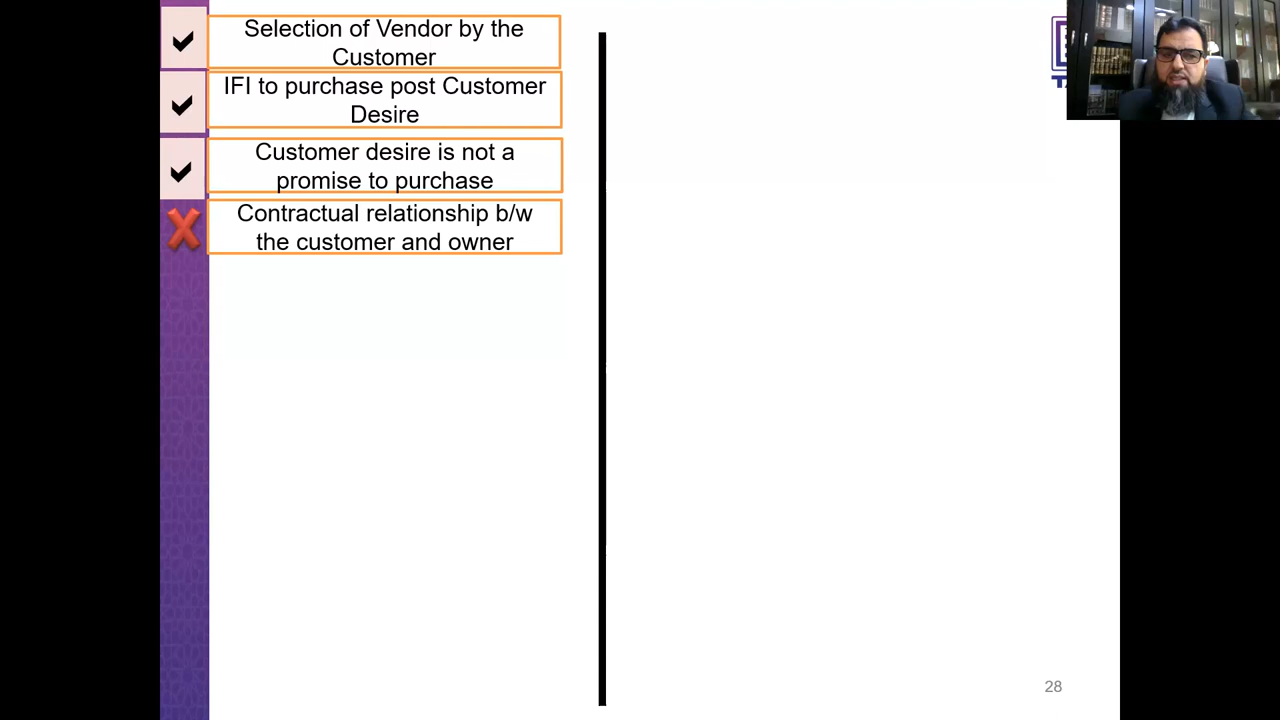 Selection of Vendor by the
Customer
IFI to purchase post Customer
Desire
Customer desire is not a
promise to purchase
Contractual relationship b/w
the customer and owner
28